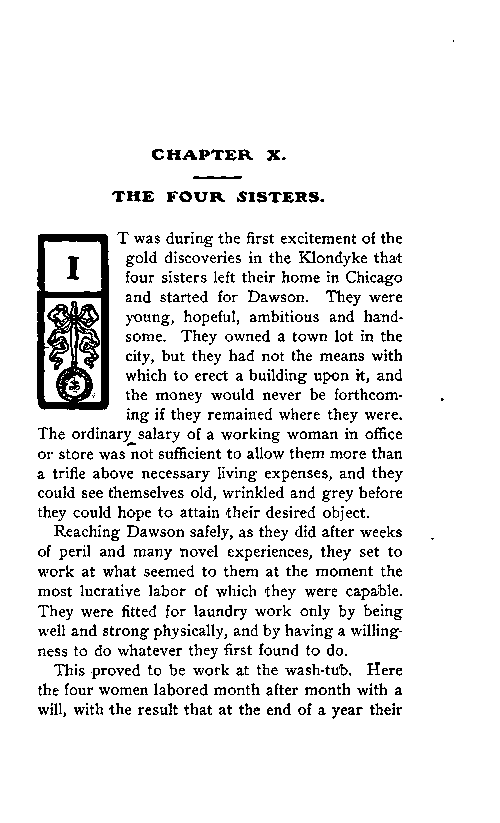 CHAPTER X.
THE FOUR SISTERS.
IT was during the first excitement of the
gold discoveries in the Klondyke that
four sisters left their home in Chicago
and started for Dawson. They were
young, hopeful, ambitious and hand-
some. They owned a town lot in the
city, but they had not the means with
which to erect a building upon it, and
the money would never be forthcom-
ing if they remained where they were.
The ordinary salary of a working woman in office
or store was not sufficient to allow them more than
a trifle above necessary living expenses, and they
could see themselves old, wrinkled and grey before
they could hope to attain their desired object.
Reaching Dawson safely, as they did after weeks
of peril and many novel experiences, they set to
work at what seemed to them at the moment the
most lucrative labor of which they were capable.
They were fitted for laundry work only by being
well and strong physically, and by having a willing-
ness to do whatever they first found to do.
This proved to be work at the wash-tub. Here
the four women labored month after month with a
will, with the result that at the end of a year their